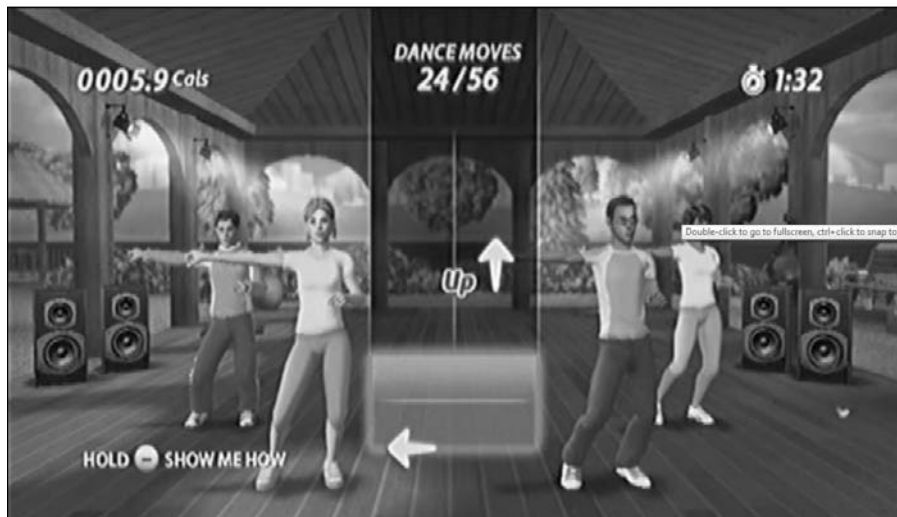 DANCE MOVES
0005.9 Cals
24/56
1:32
Double-click to go to fullscreen, ctrl+click to snap to
Up
HOLD - SHOW ME HOW